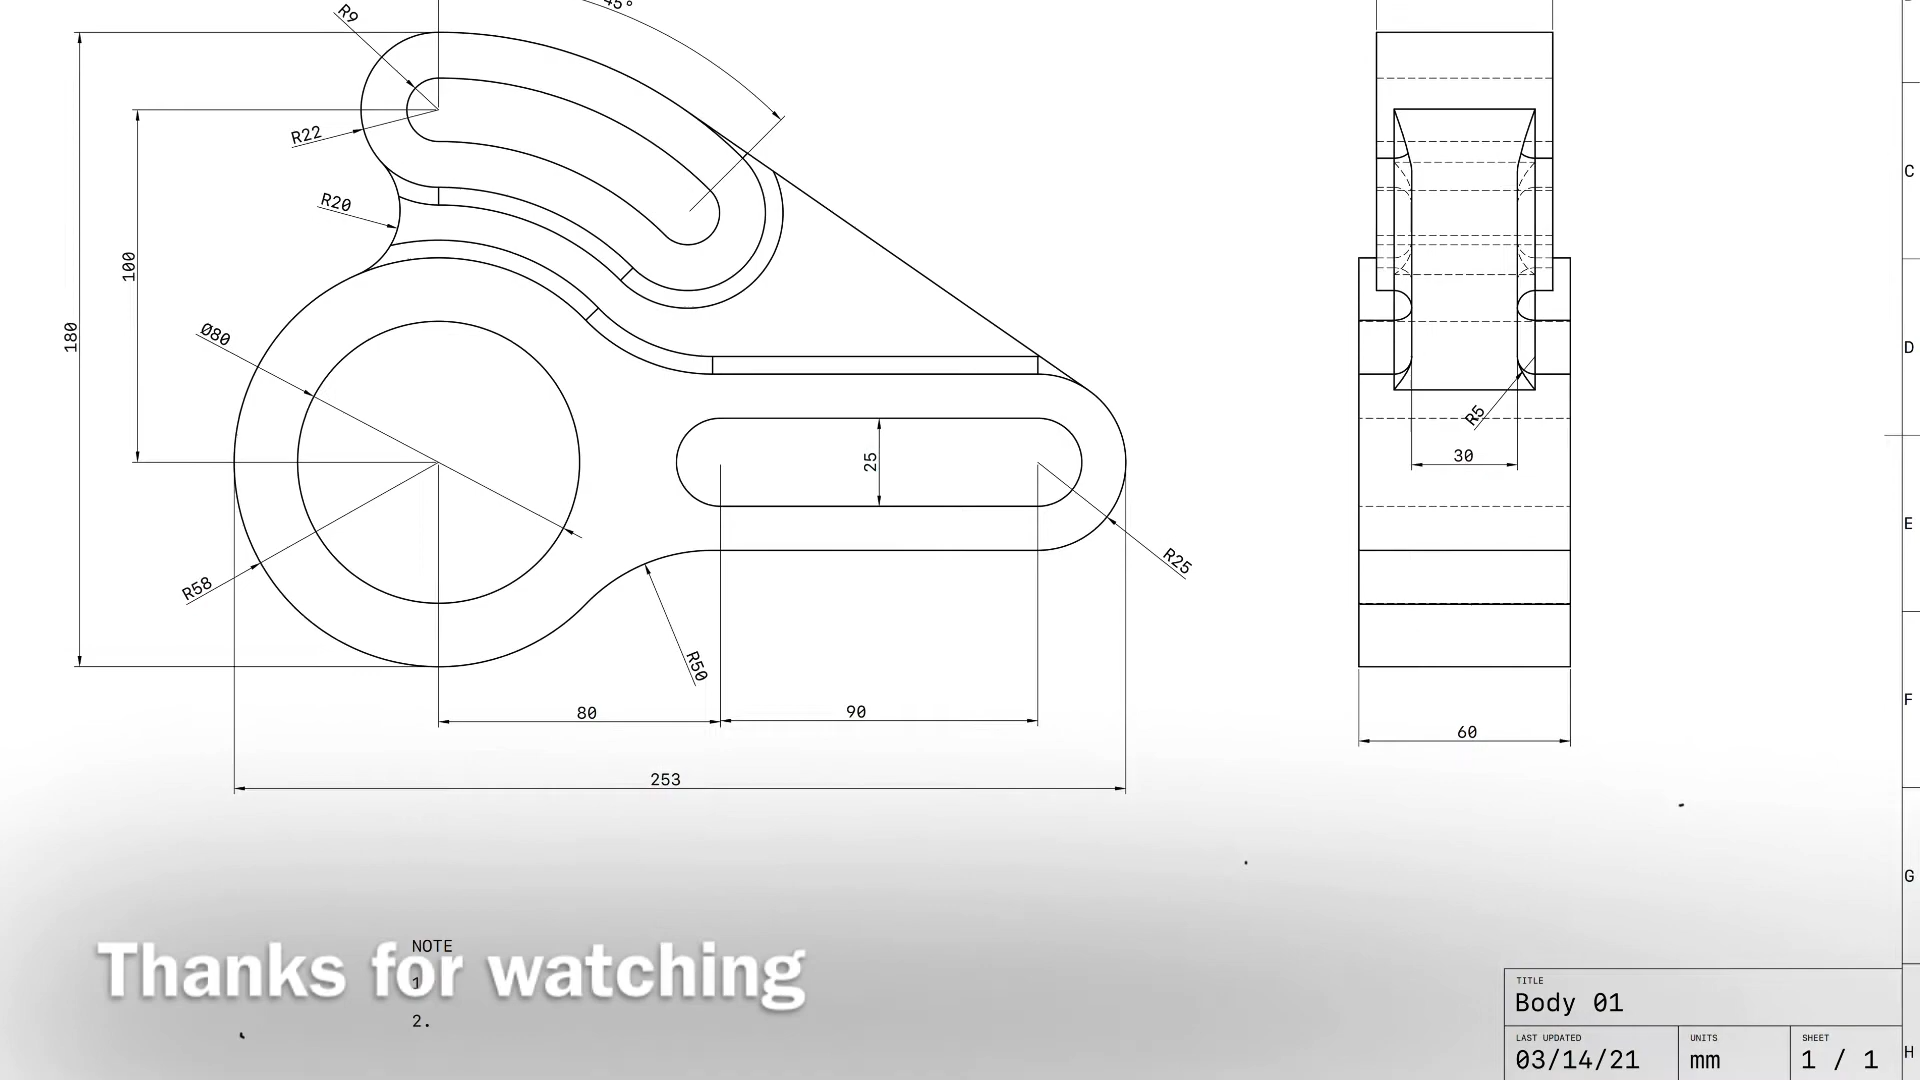 R9
45°
R22
R20
100
180
Ø80
R58
25
R25
R50
80
90
253
R5
30
60
C
D
E
F
G
H
NOTE
1.
2.
Thanks for watching
TITLE
Body 01
LAST UPDATED
03/14/21
UNITS
mm
SHEET
1 / 1